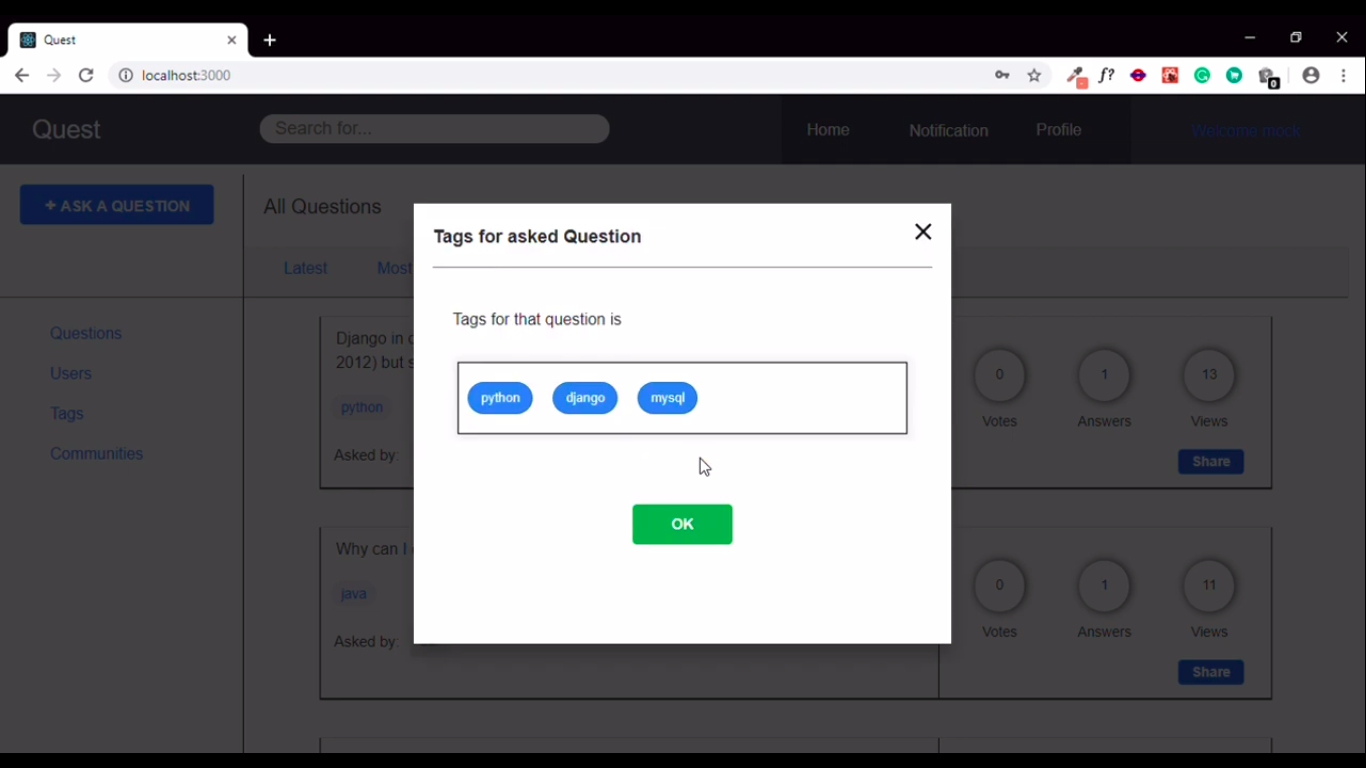 Quest
localhost:3000
f?
0
Quest
Search for...
Home
Notification
Profile
Welcome mock
+ ASK A QUESTION
All Questions
Latest
Most
Questions
Users
Tags
Communities
Tags for asked Question
Tags for that question is
python
django
mysql
OK
Django in
2012) but
python
Asked by:
0
Votes
1
Answers
13
Views
Share
Why can I
java
Asked by:
0
Votes
1
Answers
11
Views
Share